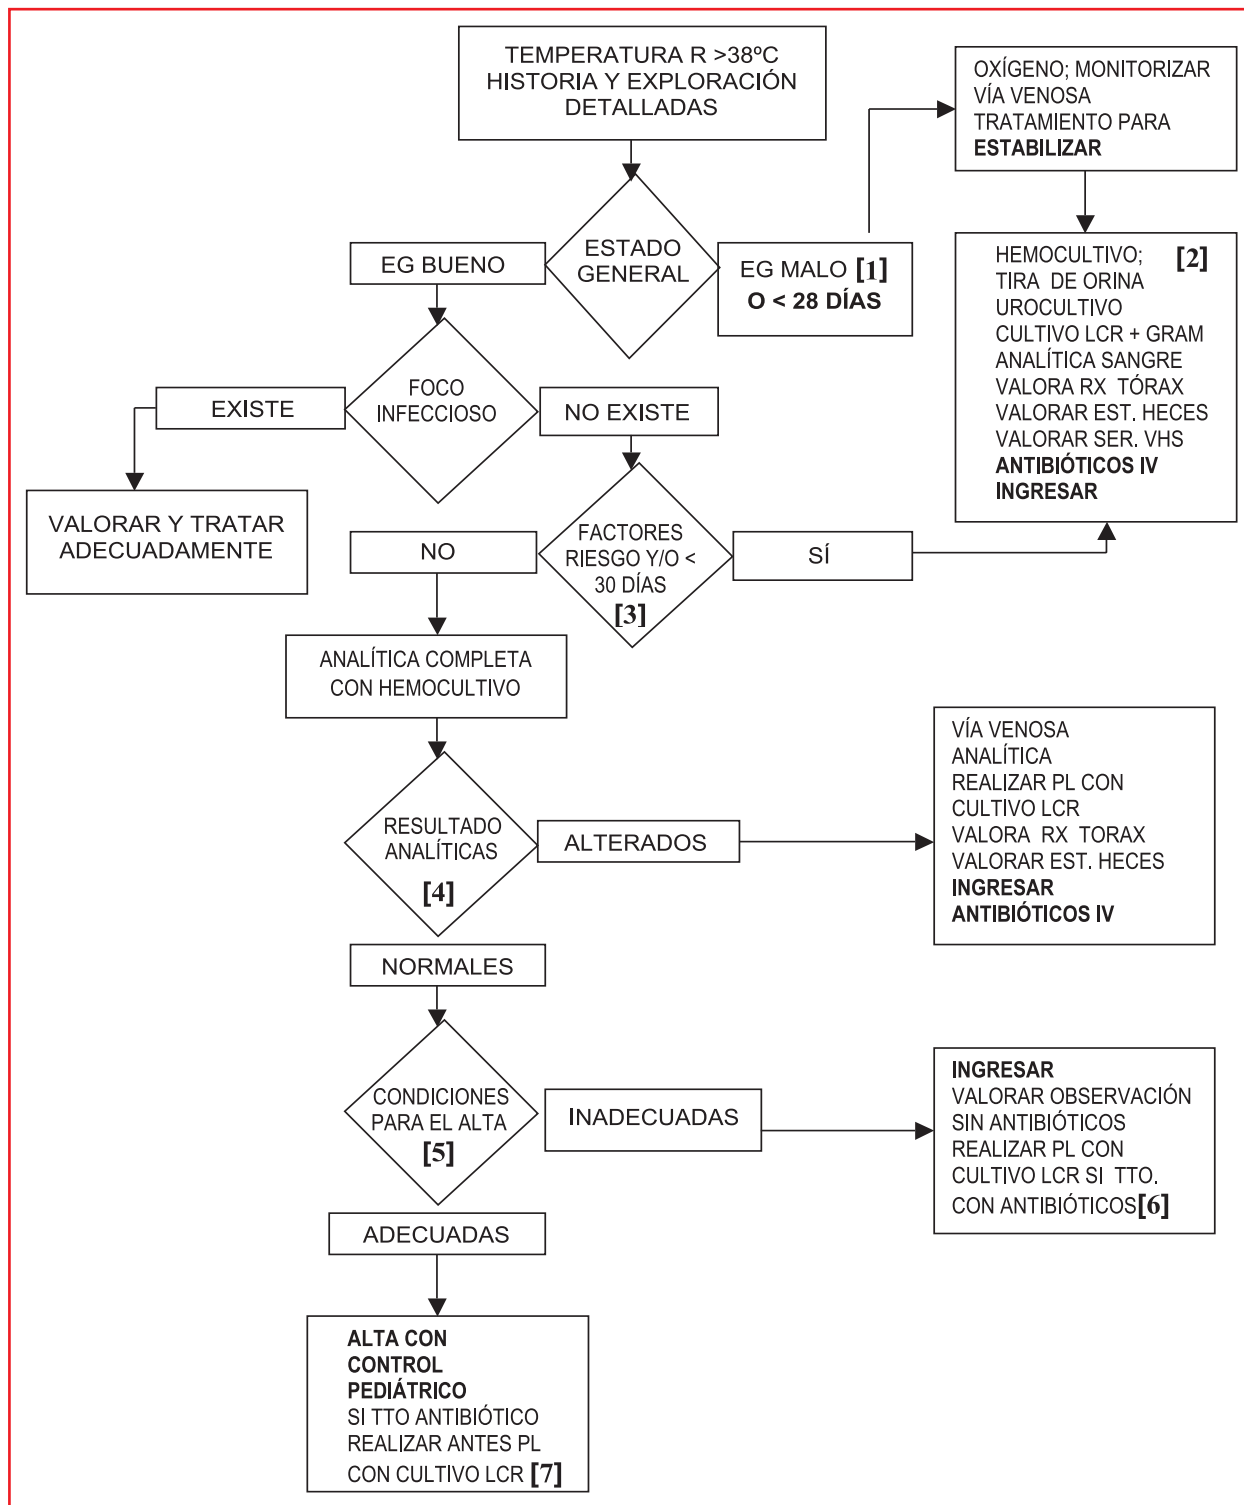 TEMPERATURA R >38ºC
HISTORIA Y EXPLORACIÓN
DETALLADAS
OXÍGENO; MONITORIZAR
VÍA VENOSA
TRATAMIENTO PARA
ESTABILIZAR
ESTADO
GENERAL
EG BUENO
EG MALO [1]
O < 28 DÍAS
HEMOCULTIVO; [2]
TIRA DE ORINA
UROCULTIVO
CULTIVO LCR + GRAM
ANALÍTICA SANGRE
VALORA RX TÓRAX
VALORAR EST. HECES
VALORAR SER. VHS
ANTIBIÓTICOS IV
INGRESAR
FOCO
INFECCIOSO
EXISTE
NO EXISTE
VALORAR Y TRATAR
ADECUADAMENTE
FACTORES
RIESGO Y/O <
30 DÍAS
[3]
NO
SÍ
ANALÍTICA COMPLETA
CON HEMOCULTIVO
RESULTADO
ANALÍTICAS
[4]
ALTERADOS
VÍA VENOSA
ANALÍTICA
REALIZAR PL CON
CULTIVO LCR
VALORA RX TORAX
VALORAR EST. HECES
INGRESAR
ANTIBIÓTICOS IV
NORMALES
CONDICIONES
PARA EL ALTA
[5]
INADECUADAS
INGRESAR
VALORAR OBSERVACIÓN
SIN ANTIBIÓTICOS
REALIZAR PL CON
CULTIVO LCR SI TTO.
CON ANTIBIÓTICOS[6]
ADECUADAS
ALTA CON
CONTROL
PEDIÁTRICO
SI TTO ANTIBIÓTICO
REALIZAR ANTES PL
CON CULTIVO LCR [7]